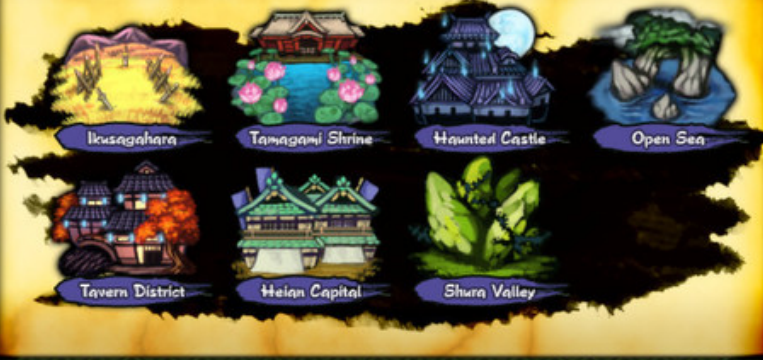 Ikusagahara
Tamagami Shrine
Haunted Castle
Open Sea
Tavern District
Heian Capital
Shura Valley